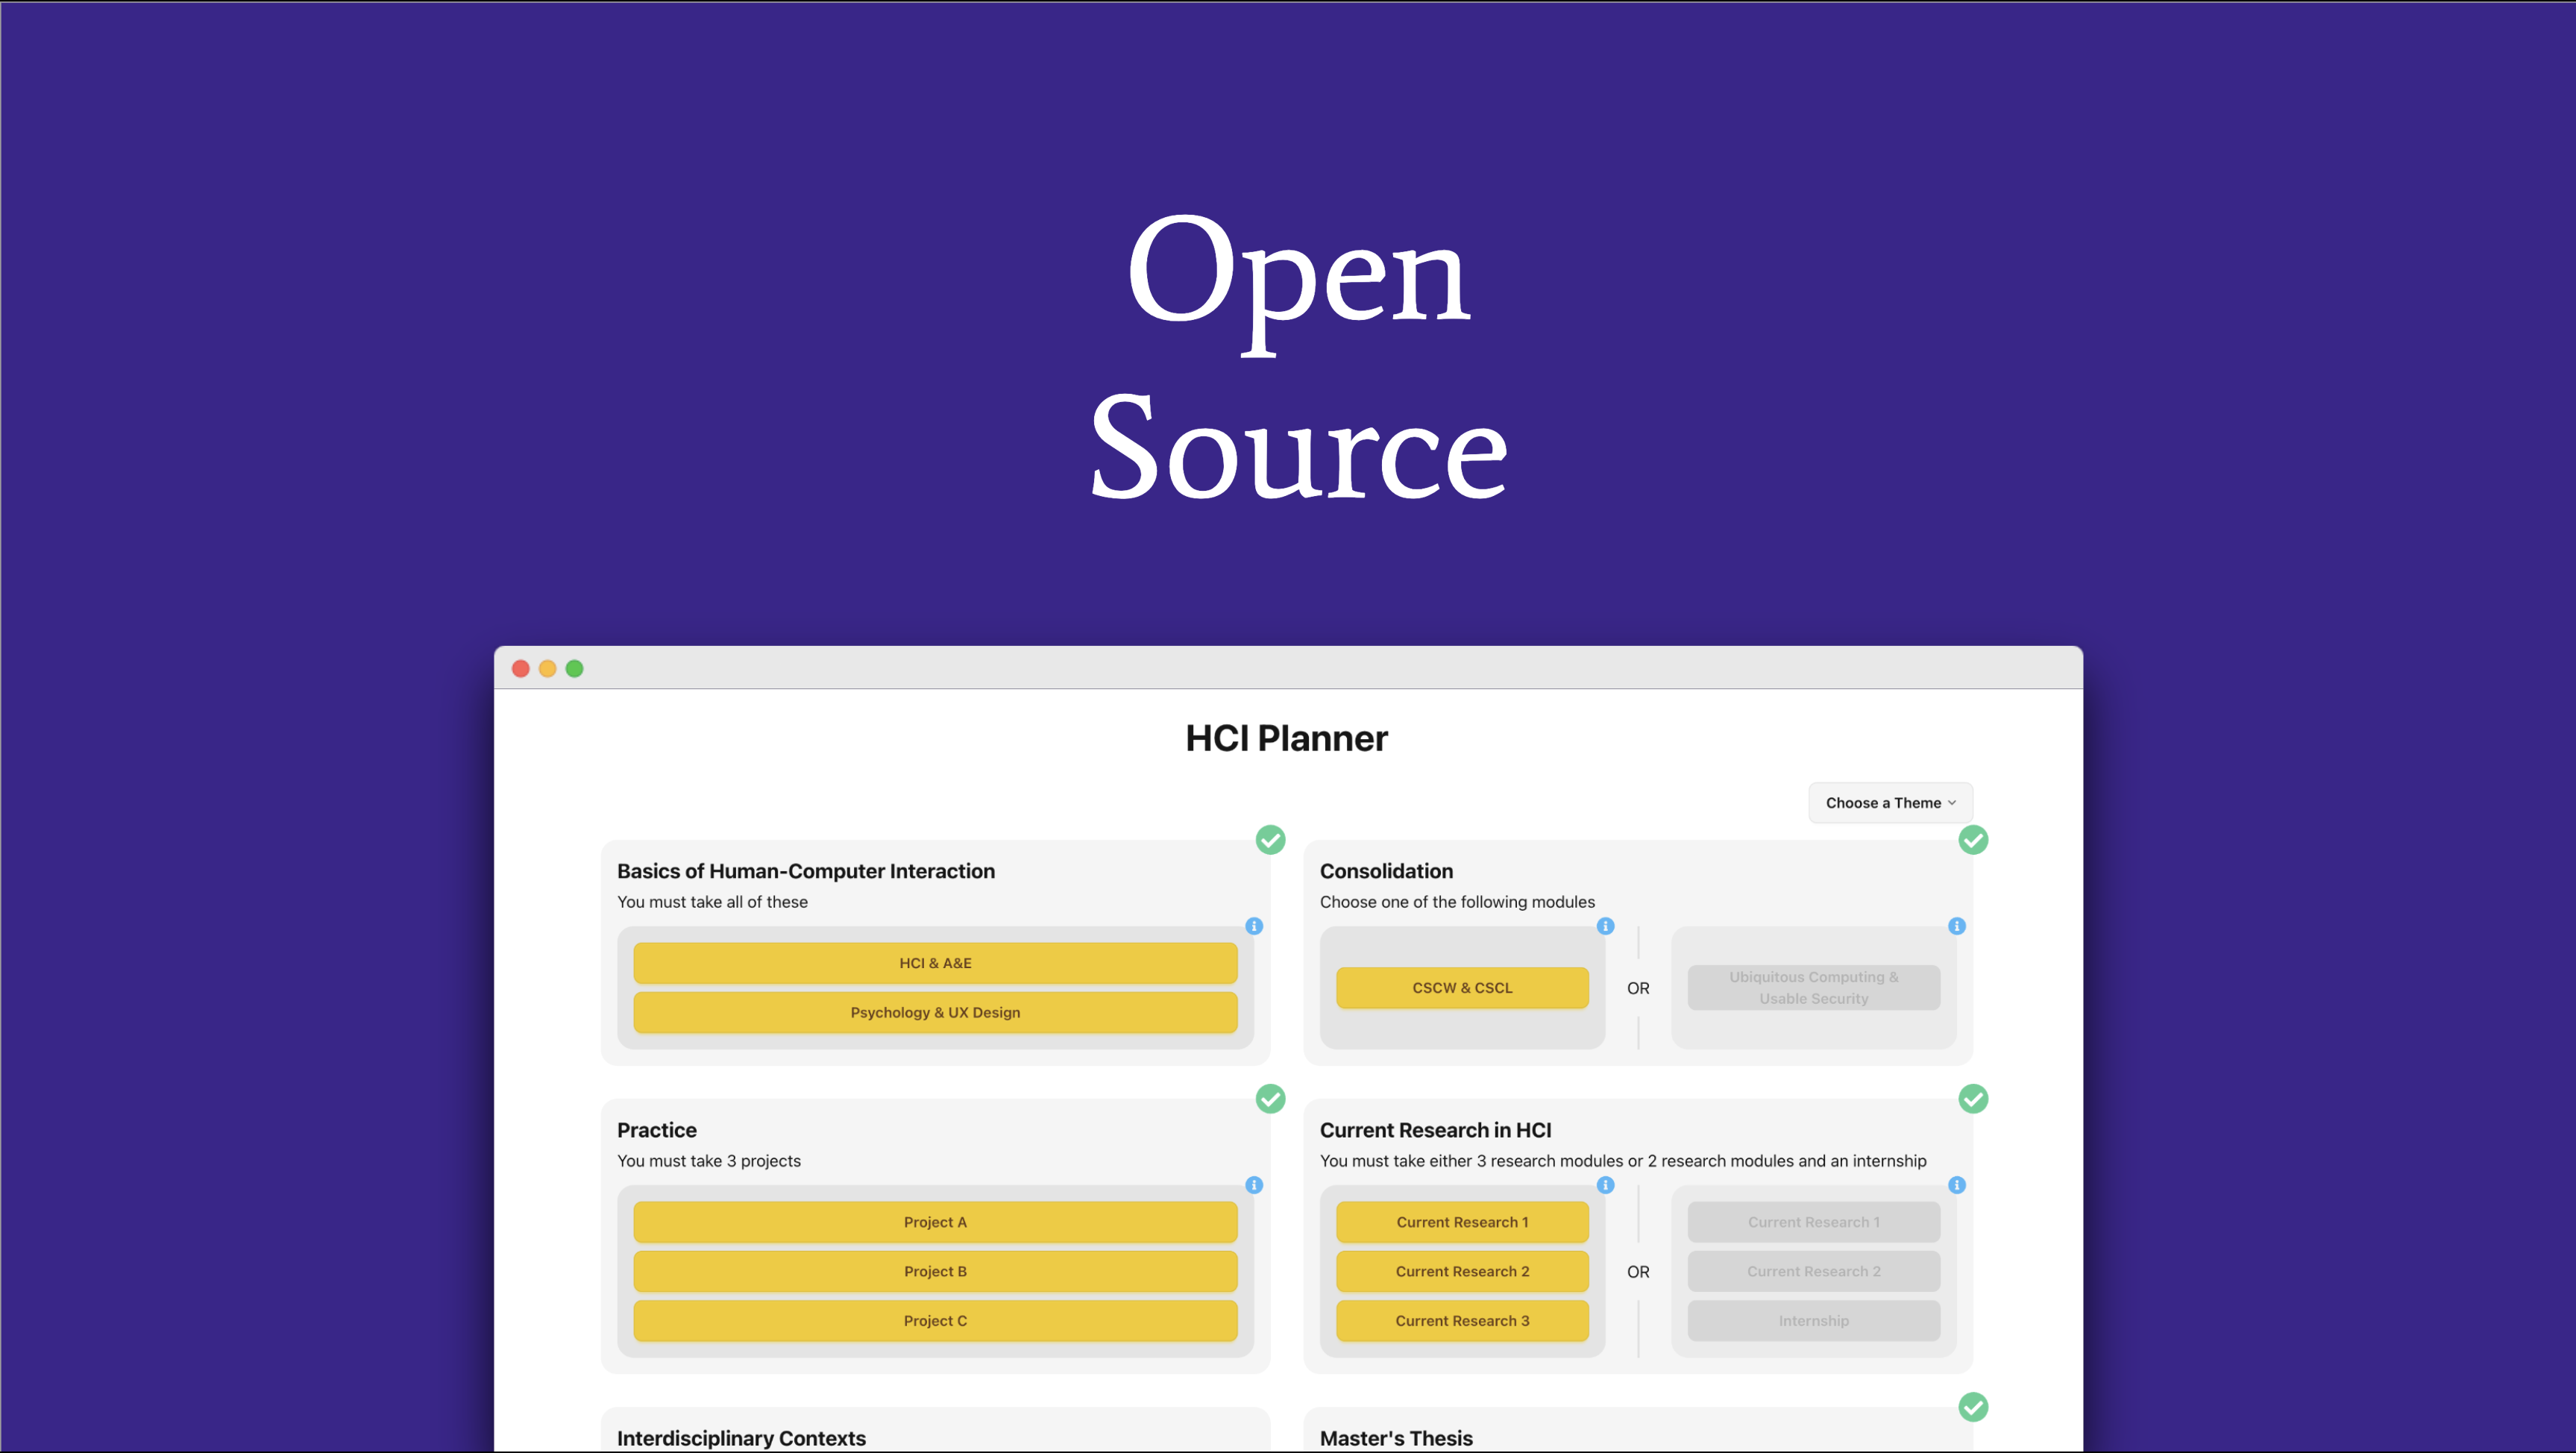 Open
Source
HCI Planner
Choose a Theme
Basics of Human-Computer Interaction
You must take all of these
HCI & A&E
Psychology & UX Design
Consolidation
Choose one of the following modules
CSCW & CSCL
OR
Ubiquitous Computing &
Usable Security
Practice
You must take 3 projects
Project A
Project B
Project C
Current Research in HCI
You must take either 3 research modules or 2 research modules and an internship
Current Research 1
Current Research 2
Current Research 3
OR
Current Research 1
Current Research 2
Internship
Interdisciplinary Contexts
Master's Thesis